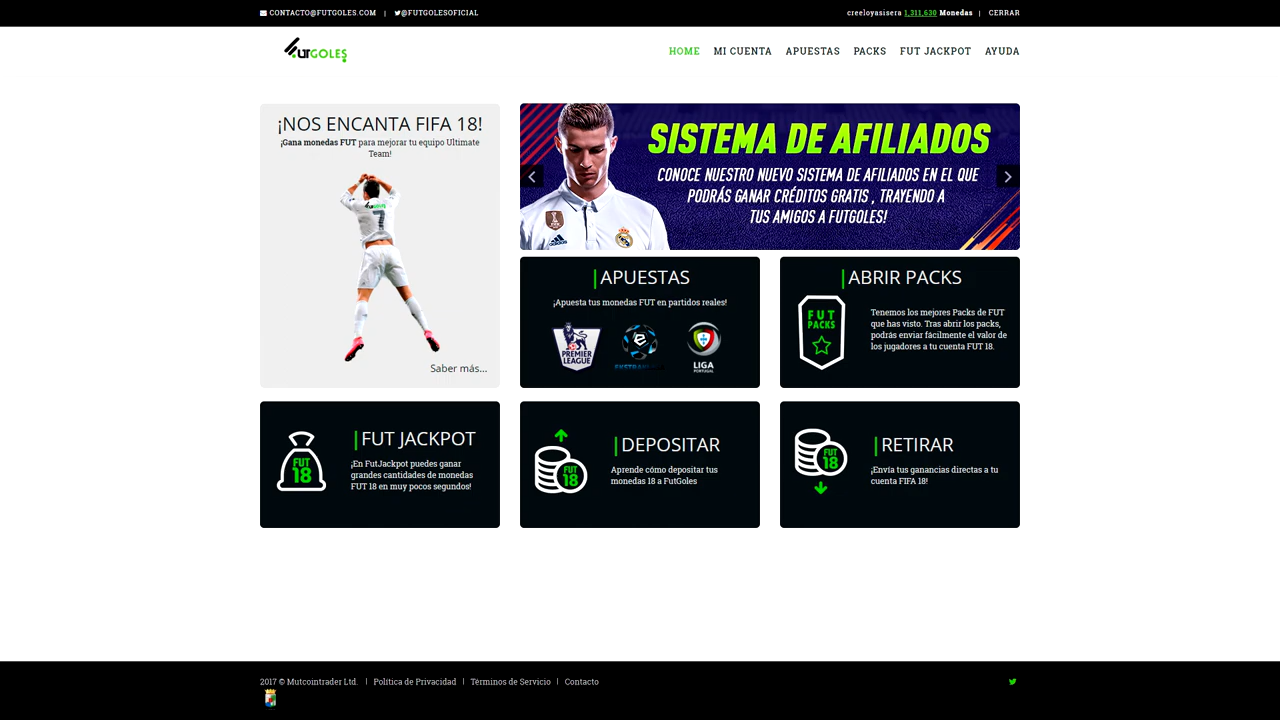 CONTACTO@FUTGOLES.COM | @FUTGOLESOFICIAL
creeloyasisera 1,311,630 Monedas | CERRAR
FUTGOLES
HOME MI CUENTA APUESTAS PACKS FUT JACKPOT AYUDA
¡NOS ENCANTA FIFA 18!
¡Gana monedas FUT para mejorar tu equipo Ultimate
Team!
7
Saber más...
SISTEMA DE AFILIADOS
CONOCE NUESTRO NUEVO SISTEMA DE AFILIADOS EN EL QUE
PODRÁS GANAR CRÉDITOS GRATIS , TRAYENDO A
TUS AMIGOS A FUTGOLES!
|APUESTAS
¡Apuesta tus monedas FUT en partidos reales!
PREMIER
LEAGUE
LIGA
PORTUGAL
|ABRIR PACKS
FUT
PACKS
Tenemos los mejores Packs de FUT
que has visto. Tras abrir los packs,
podrás enviar fácilmente el valor de
los jugadores a tu cuenta FUT 18.
FUT
18
|FUT JACKPOT
¡En FutJackpot puedes ganar
grandes cantidades de monedas
FUT 18 en muy pocos segundos!
FUT
18
|DEPOSITAR
Aprende cómo depositar tus
monedas 18 a FutGoles
FUT
18
|RETIRAR
¡Envía tus ganancias directas a tu
cuenta FIFA 18!
2017 © Mutcointrader Ltd. | Política de Privacidad | Términos de Servicio | Contacto